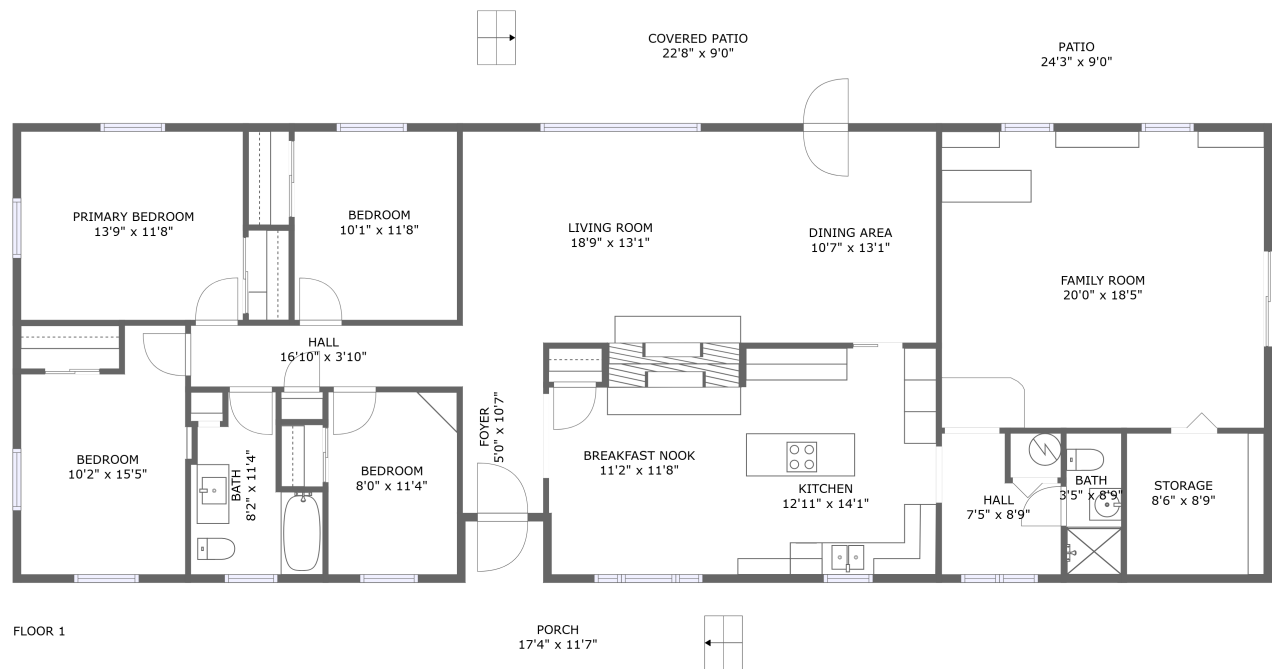 COVERED PATIO
22'8" x 9'0"
PATIO
24'3" x 9'0"
PRIMARY BEDROOM
13'9" x 11'8"
BEDROOM
10'1" x 11'8"
LIVING ROOM
18'9" x 13'1"
DINING AREA
10'7" x 13'1"
FAMILY ROOM
20'0" x 18'5"
HALL
16'10" x 3'10"
FOYER
5'0" x 10'7"
BEDROOM
10'2" x 15'5"
BATH
8'2" x 11'4"
BEDROOM
8'0" x 11'4"
BREAKFAST NOOK
11'2" x 11'8"
KITCHEN
12'11" x 14'1"
HALL
7'5" x 8'9"
BATH
3'5" x 8'9"
STORAGE
8'6" x 8'9"
FLOOR 1
PORCH
17'4" x 11'7"